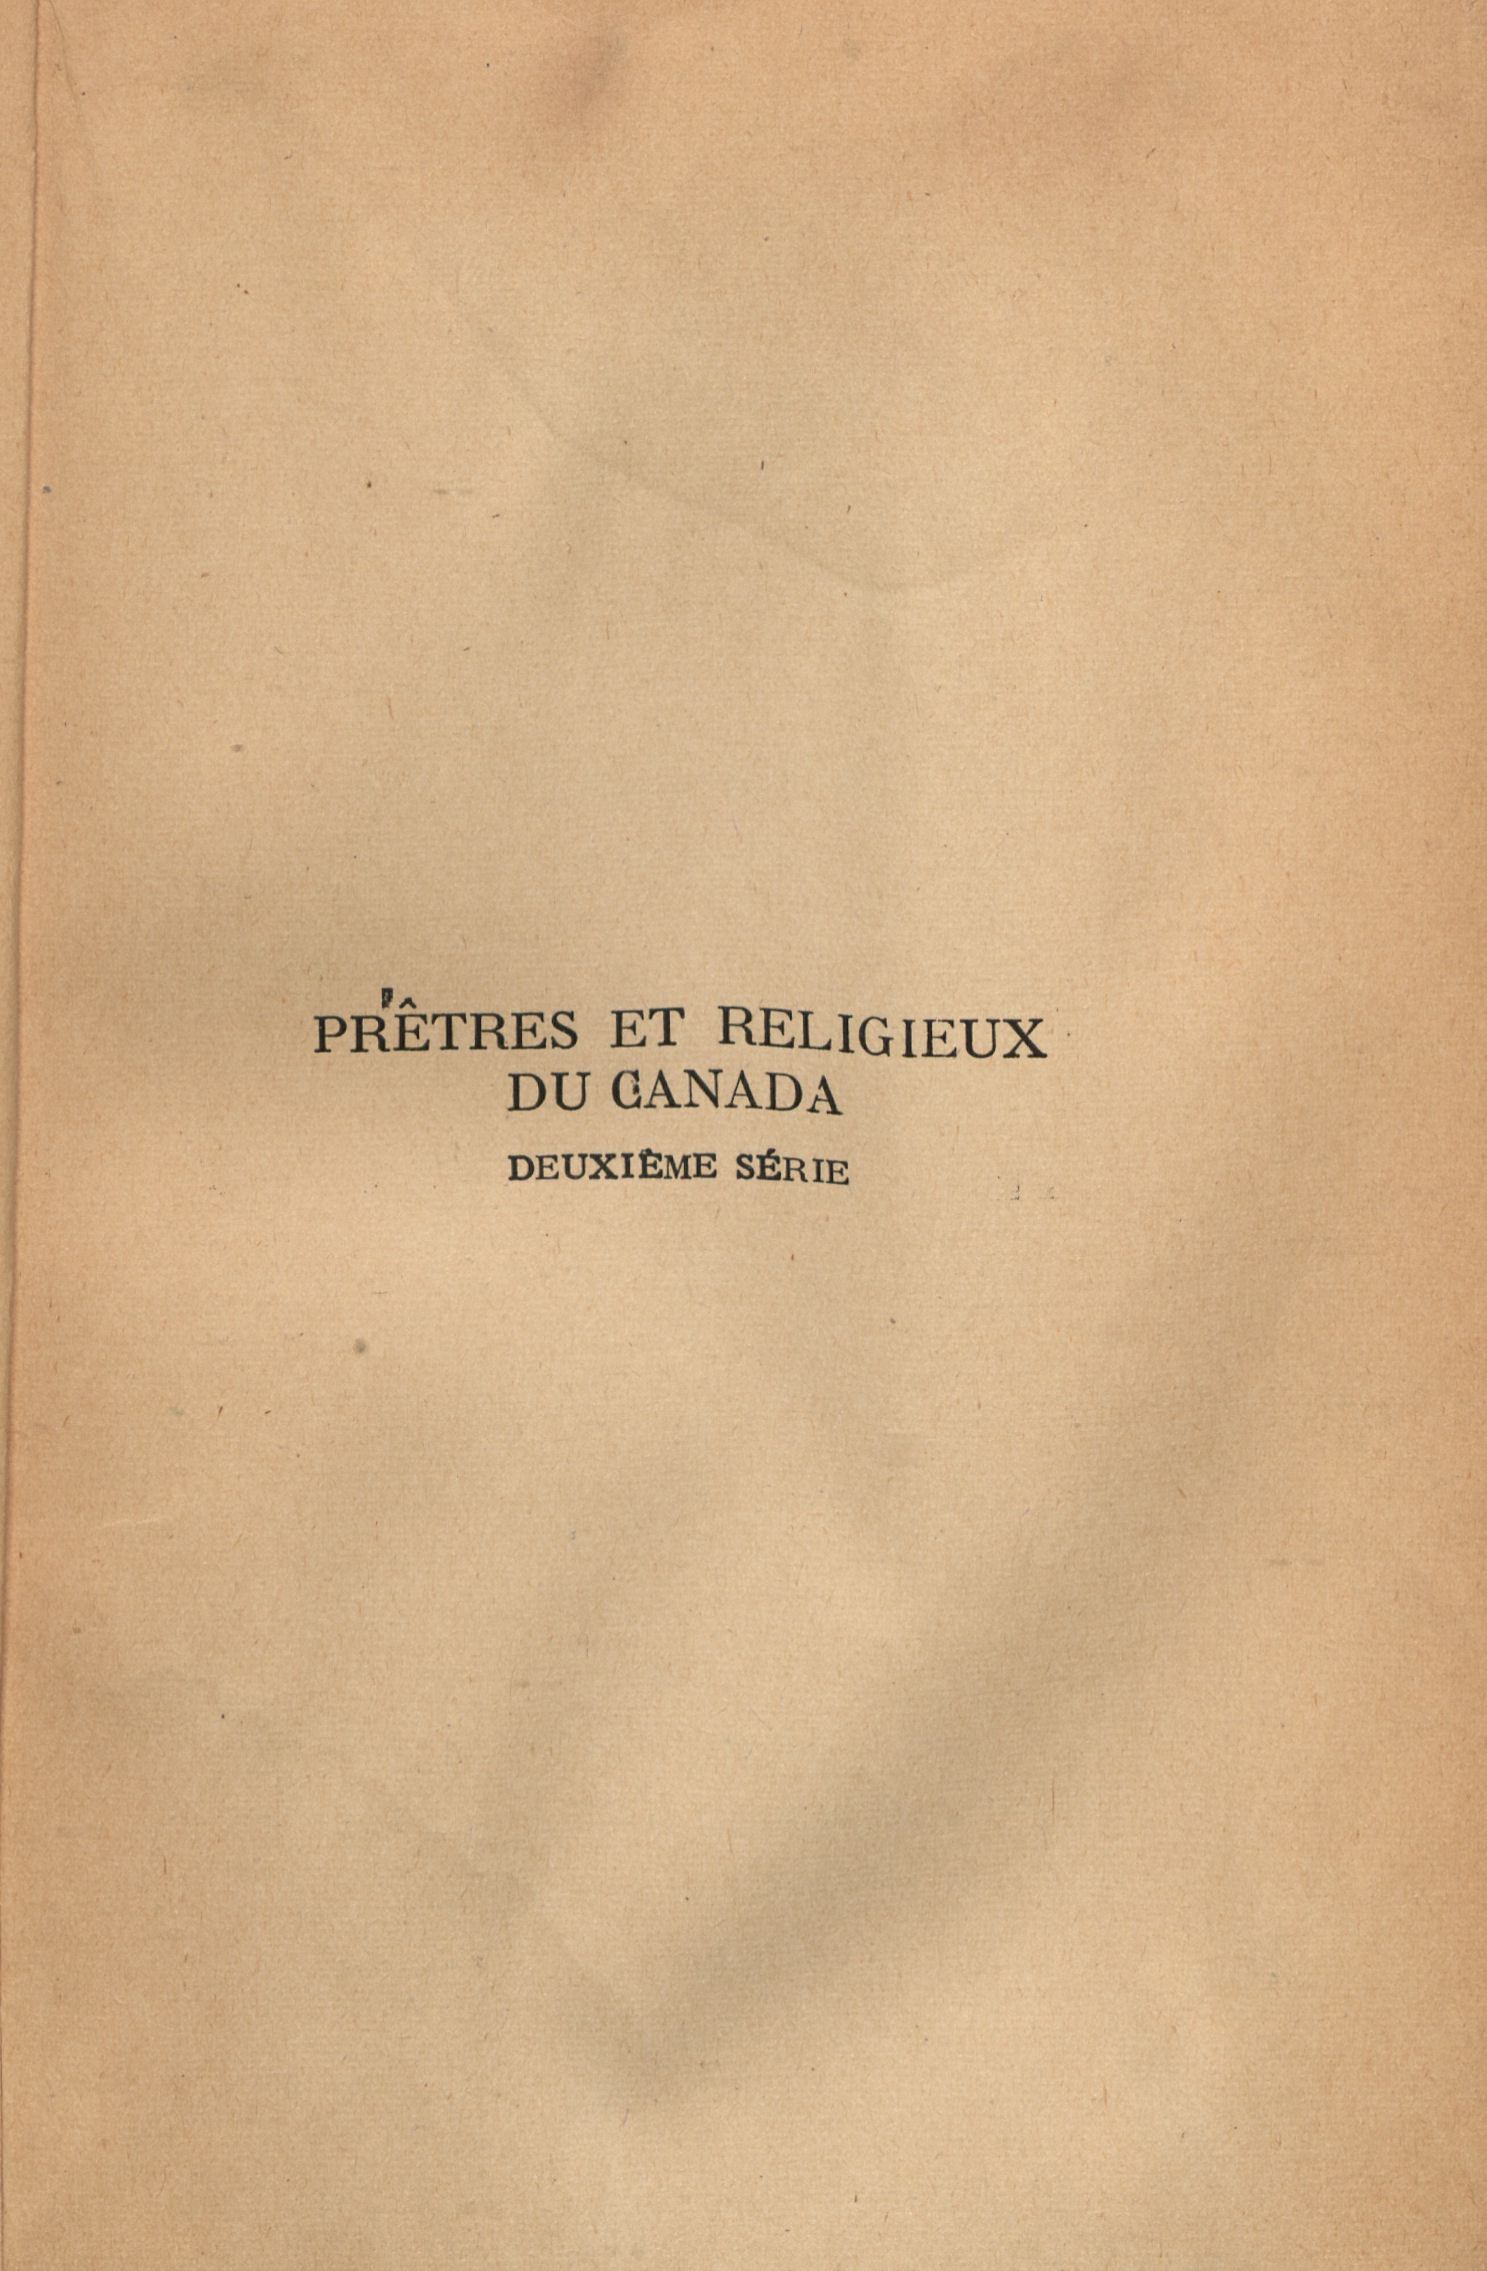 PRÊTRES ET RELIGIEUX
DU CANADA
DEUXIÈME SÉRIE